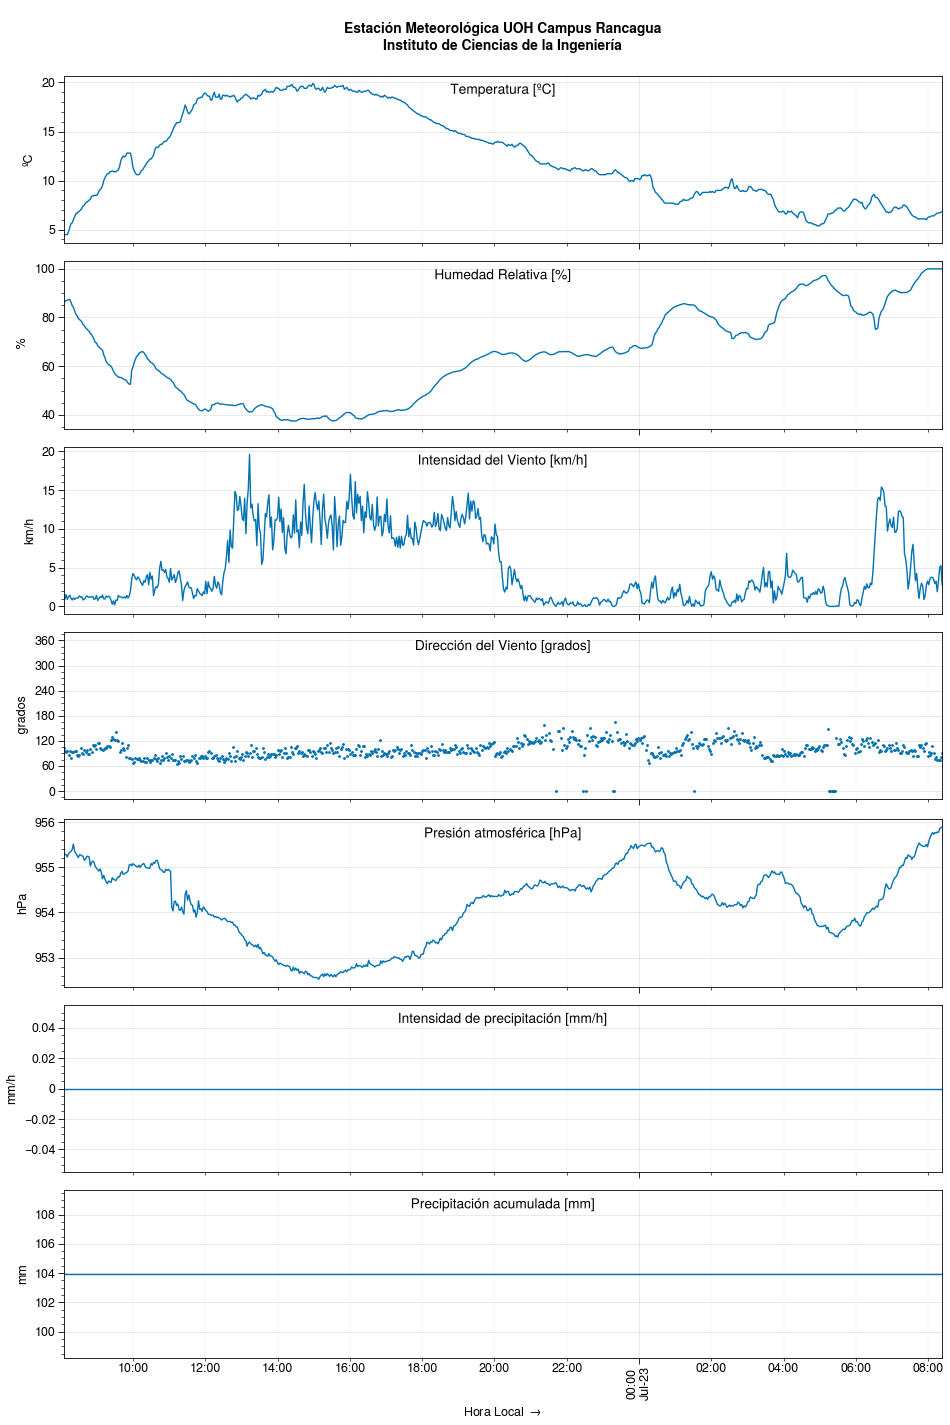 Estación Meteorológica UOH Campus Rancagua
Instituto de Ciencias de la Ingeniería
Temperatura [ºC]
ºC
20
15
10
5
Humedad Relativa [%]
%
100
80
60
40
Intensidad del Viento [km/h]
km/h
20
15
10
5
0
Dirección del Viento [grados]
grados
360
300
240
180
120
60
0
Presión atmosférica [hPa]
hPa
956
955
954
953
Intensidad de precipitación [mm/h]
mm/h
0.04
0.02
0
−0.02
−0.04
Precipitación acumulada [mm]
mm
108
106
104
102
100
10:00 12:00 14:00 16:00 18:00 20:00 22:00 00:00 02:00 04:00 06:00 08:00
Jul-23
Hora Local →